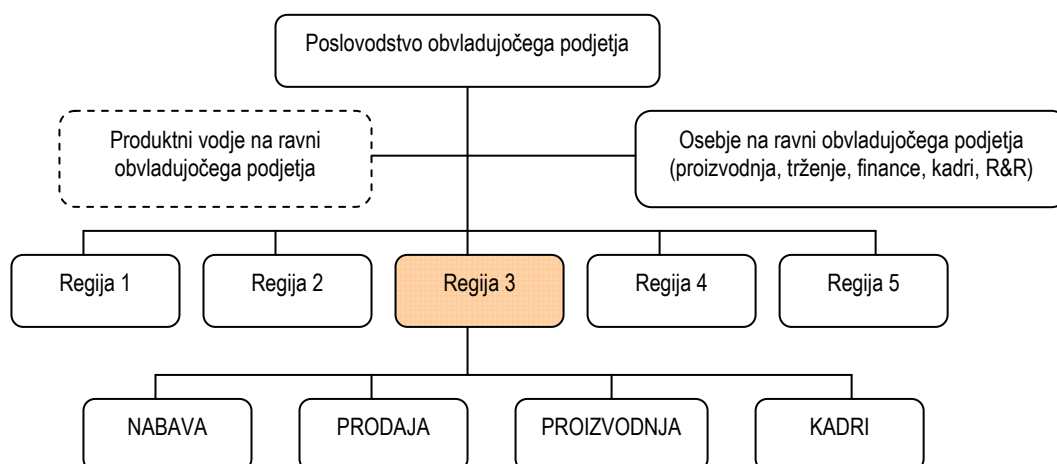 Poslovodstvo obvladujočega podjetja
Produktni vodje na ravni
obvladujočega podjetja
Osebje na ravni obvladujočega podjetja
(proizvodnja, trženje, finance, kadri, R&R)
Regija 1
Regija 2
Regija 3
Regija 4
Regija 5
NABAVA
PRODAJA
PROIZVODNJA
KADRI